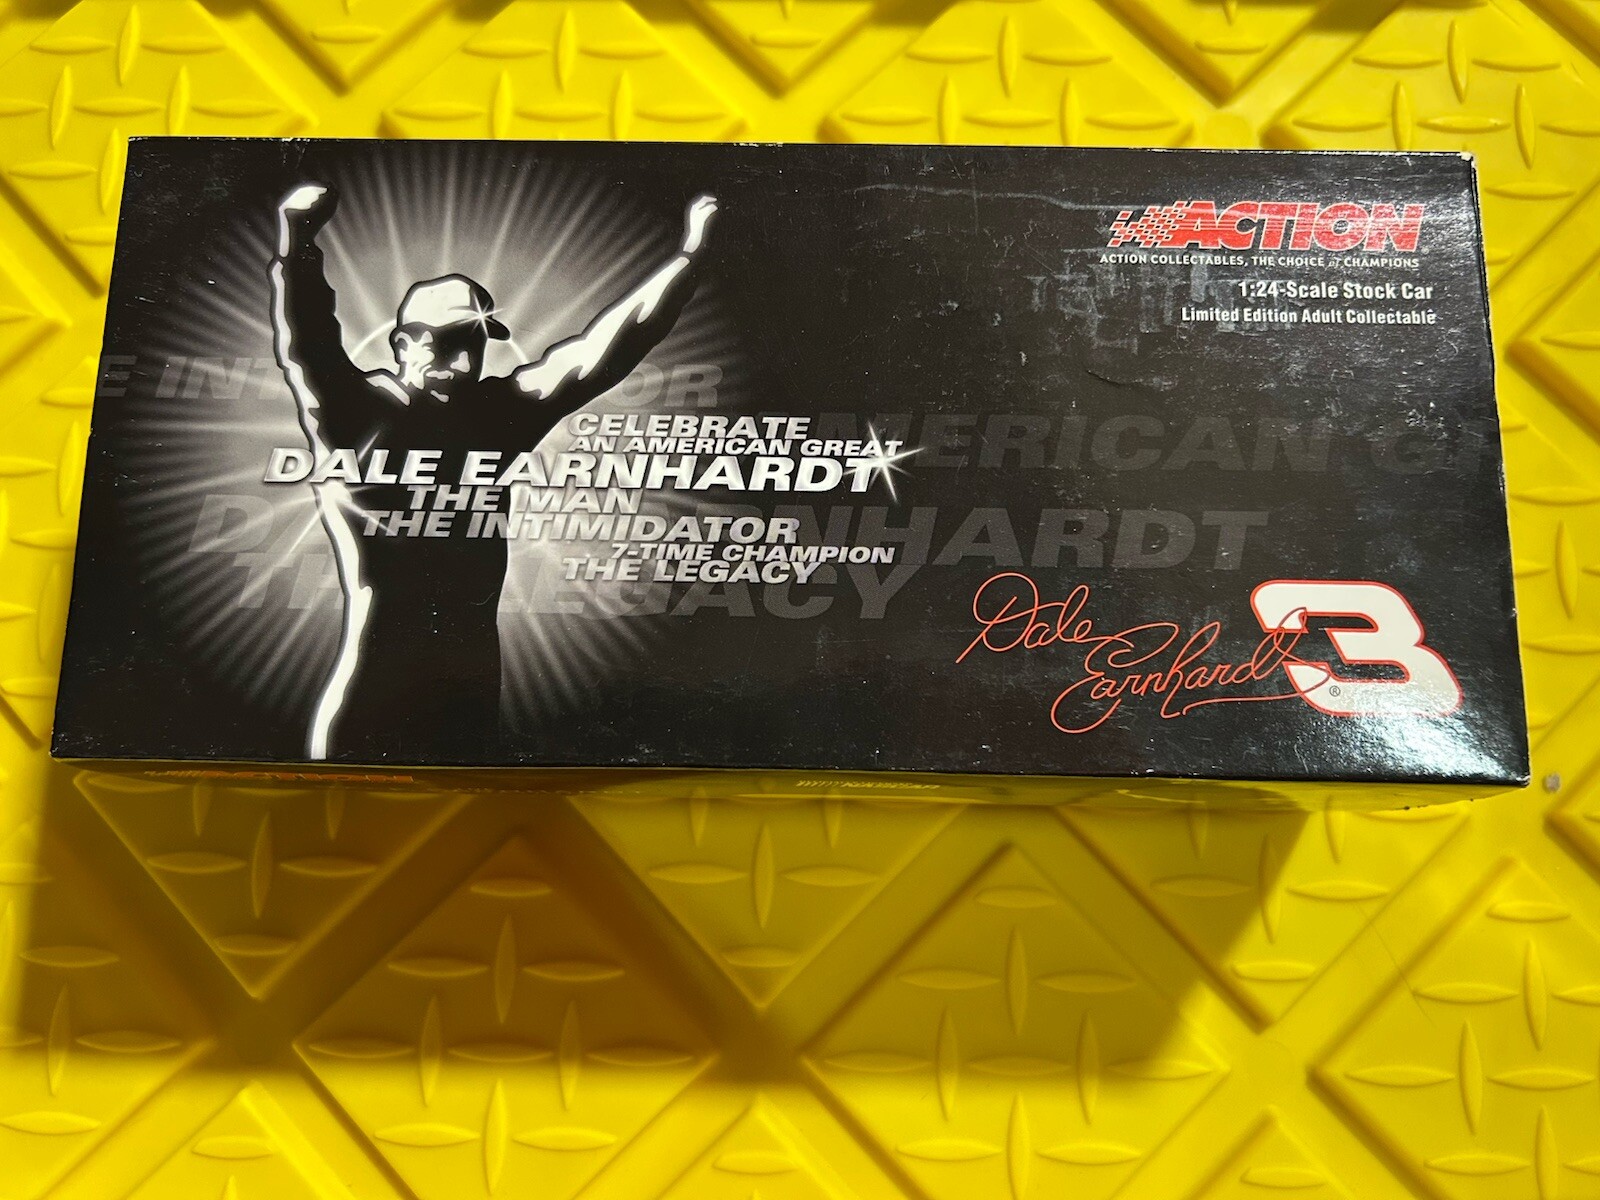 ACTION
ACTION COLLECTABLES, THE CHOICE of CHAMPIONS
1:24-Scale Stock Car
Limited Edition Adult Collectable
CELEBRATE
AN AMERICAN GREAT
DALE EARNHARDT
THE MAN
THE INTIMIDATOR
7-TIME CHAMPION
THE LEGACY
Dale
Earnhardt
3
®